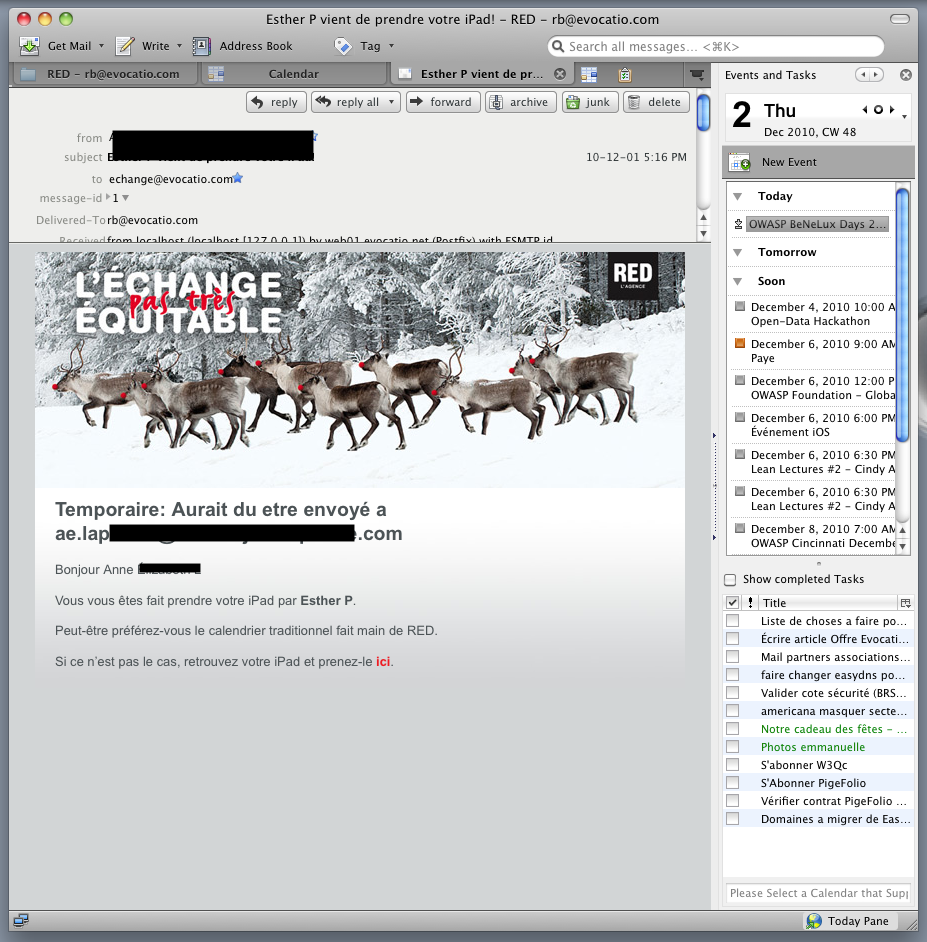 Esther P vient de prendre votre iPad! – RED – rb@evocatio.com
Get Mail Write Address Book Tag Search all messages... <⌘K>
RED – rb@evocatio.com Calendar Esther P vient de pr...
reply reply all forward archive junk delete
from
subject 10-12-01 5:16 PM
to echange@evocatio.com
message-id 1
Delivered-To rb@evocatio.com
Received from localhost (localhost [127.0.0.1]) by web01.evocatio.net (Postfix) with ESMTP id
L'ÉCHANGE
pas très
ÉQUITABLE
RED
L'AGENCE
Temporaire: Aurait du etre envoyé a
ae.lap .com
Bonjour Anne
Vous vous êtes fait prendre votre iPad par Esther P.
Peut-être préférez-vous le calendrier traditionnel fait main de RED.
Si ce n'est pas le cas, retrouvez votre iPad et prenez-le ici.
Events and Tasks
2 Thu
Dec 2010, CW 48
New Event
Today
OWASP BeNeLux Days 2...
Tomorrow
Soon
December 4, 2010 10:00 A
Open-Data Hackathon
December 6, 2010 9:00 AM
Paye
December 6, 2010 12:00 P
OWASP Foundation – Globa
December 6, 2010 6:00 PM
Événement iOS
December 6, 2010 6:30 PM
Lean Lectures #2 – Cindy A
December 6, 2010 6:30 PM
Lean Lectures #2 – Cindy A
December 8, 2010 7:00 AM
OWASP Cincinnati Decembe
Show completed Tasks
! Title
Liste de choses a faire po...
Écrire article Offre Evocati...
Mail partners associations...
faire changer easydns po...
Valider cote sécurité (BRS...
americana masquer secte...
Notre cadeau des fêtes – ...
Photos emmanuelle
S'abonner W3Qc
S'Abonner PigeFolio
Vérifier contrat PigeFolio ...
Domaines a migrer de Eas...
Please Select a Calendar that Supp
Today Pane